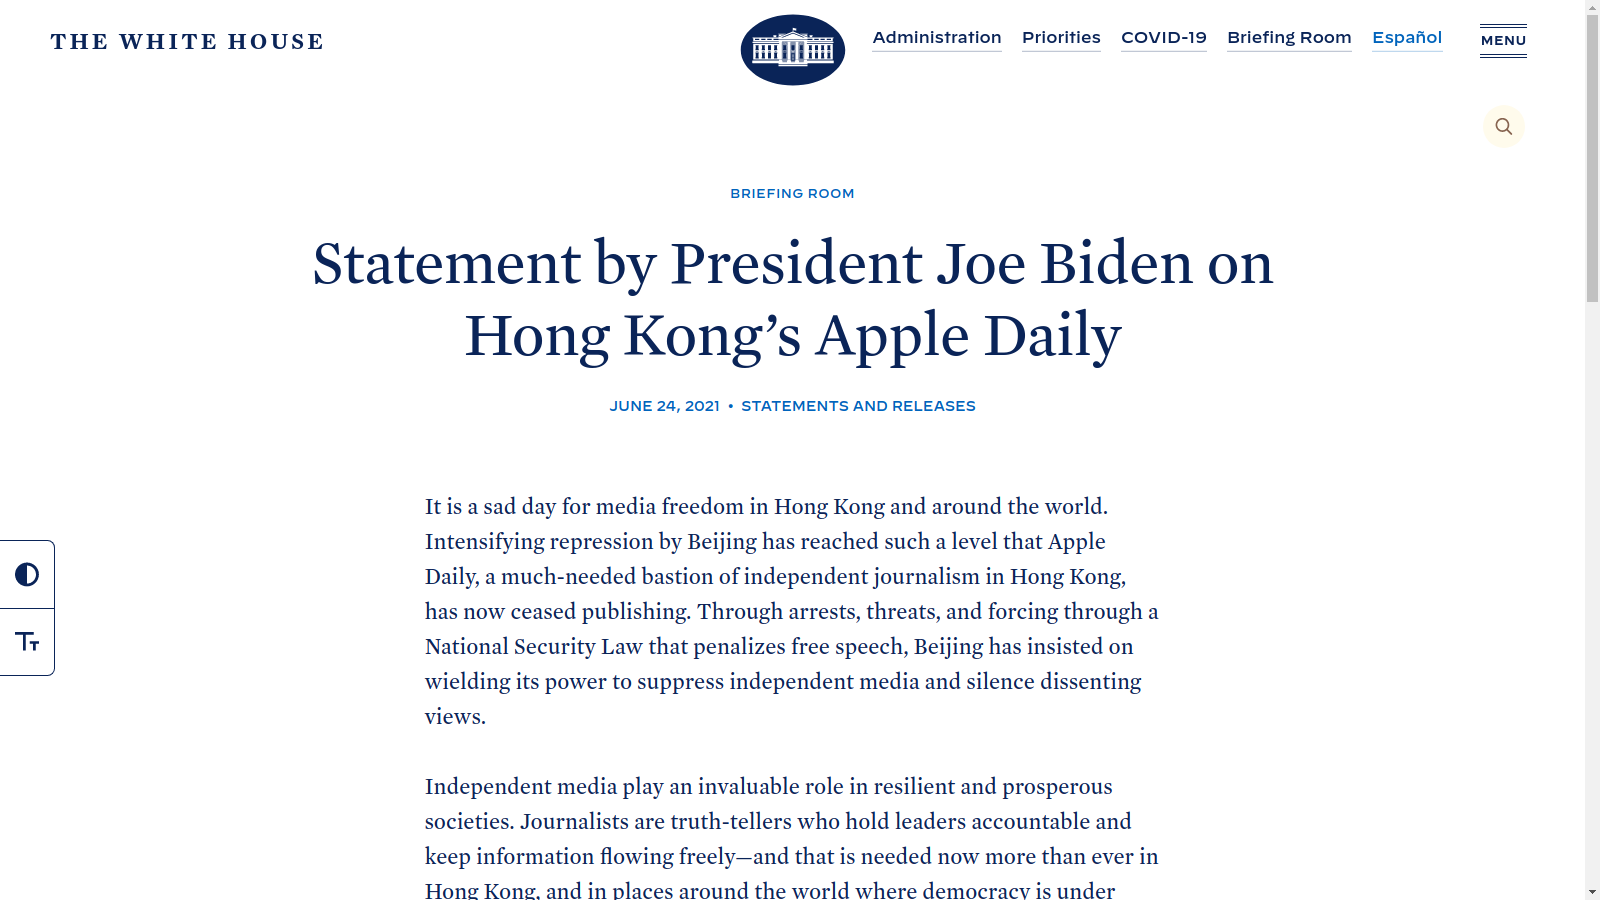 THE WHITE HOUSE
Administration
Priorities
COVID-19
Briefing Room
Español
MENU
BRIEFING ROOM
Statement by President Joe Biden on
Hong Kong’s Apple Daily
JUNE 24, 2021 • STATEMENTS AND RELEASES
It is a sad day for media freedom in Hong Kong and around the world.
Intensifying repression by Beijing has reached such a level that Apple
Daily, a much-needed bastion of independent journalism in Hong Kong,
has now ceased publishing. Through arrests, threats, and forcing through a
National Security Law that penalizes free speech, Beijing has insisted on
wielding its power to suppress independent media and silence dissenting
views.
Independent media play an invaluable role in resilient and prosperous
societies. Journalists are truth-tellers who hold leaders accountable and
keep information flowing freely—and that is needed now more than ever in
Hong Kong, and in places around the world where democracy is under
Tт